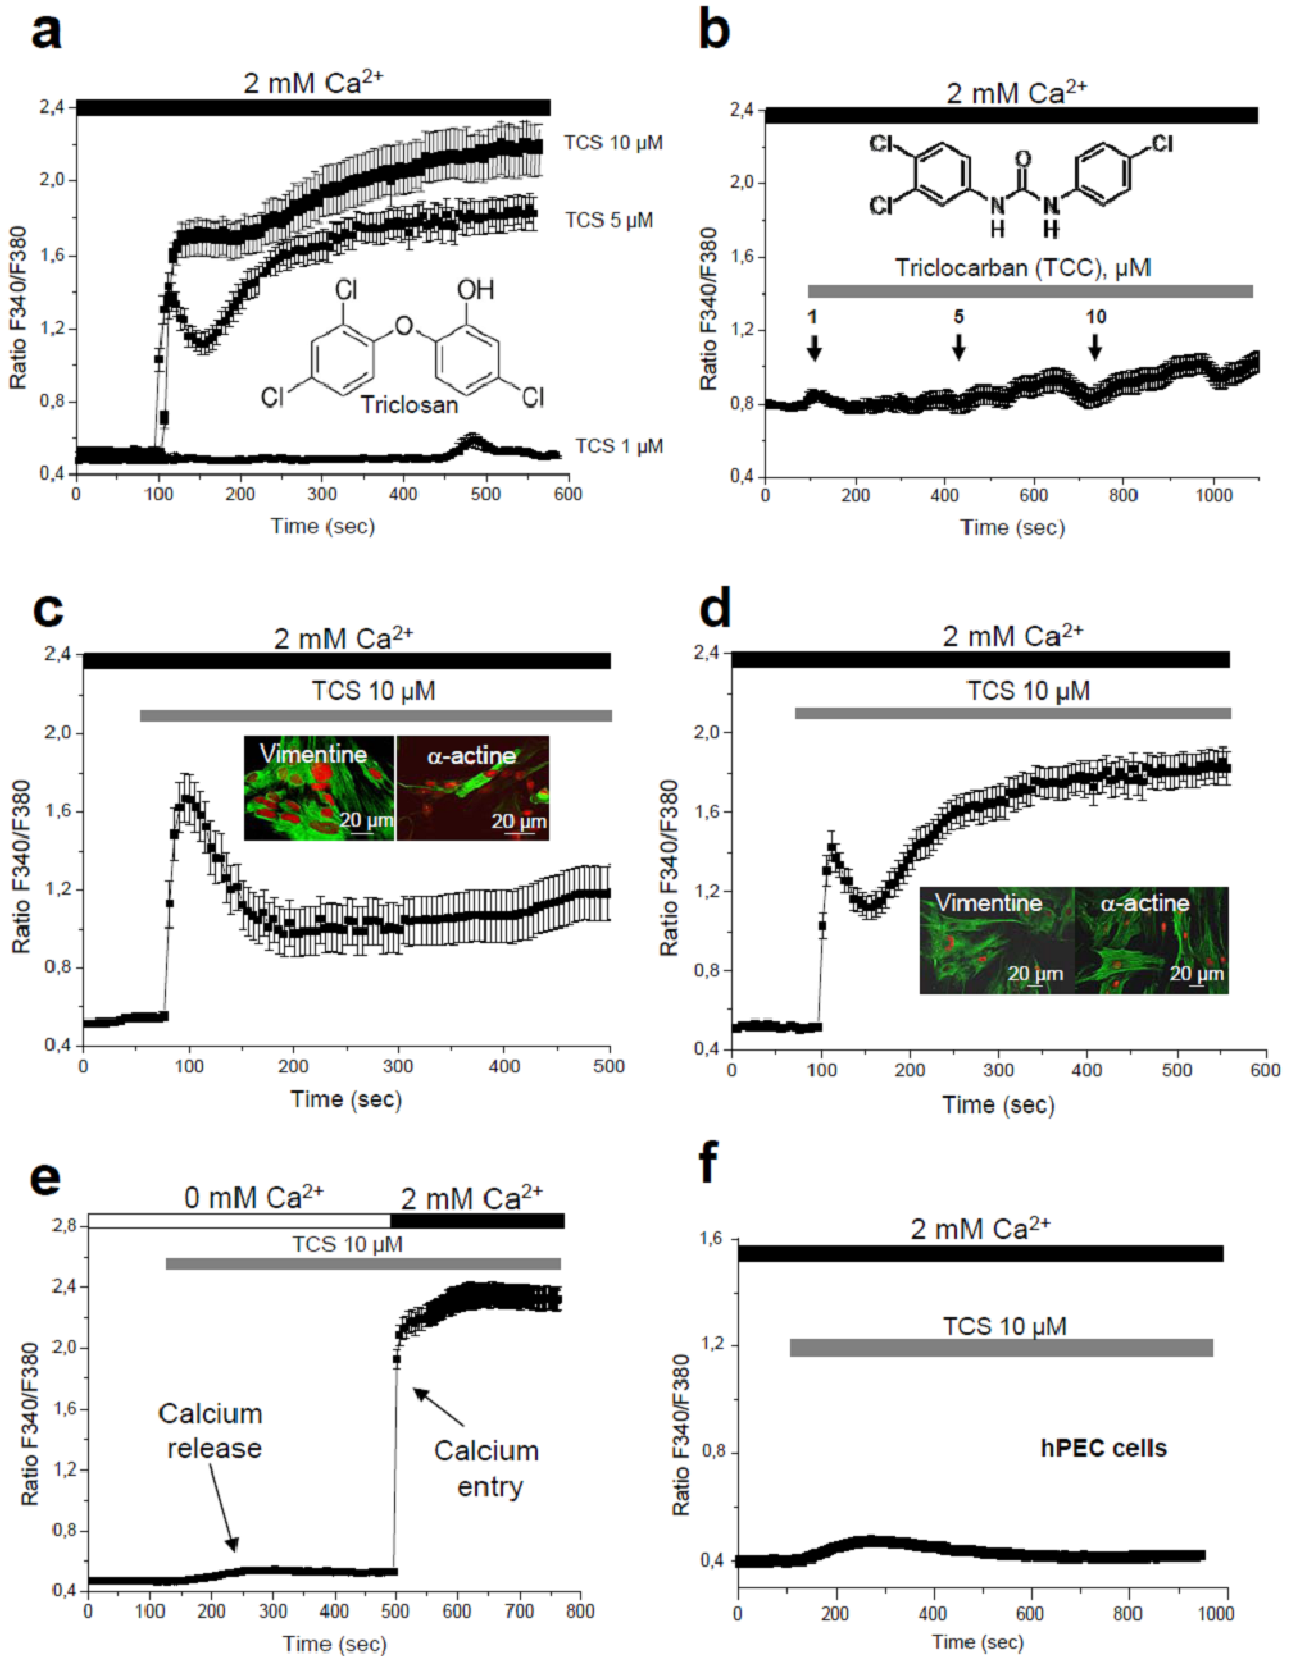 a
2 mM Ca²⁺
2,4
2,0
1,6
1,2
0,8
0,4
Ratio F340/F380
TCS 10 µM
TCS 5 µM
TCS 1 µM
Cl
OH
O
Cl
Cl
Triclosan
0 100 200 300 400 500 600
Time (sec)
b
2 mM Ca²⁺
2,4
2,0
1,6
1,2
0,8
0,4
Ratio F340/F380
Cl
Cl
O
Cl
N
H
N
H
Triclocarban (TCC), µM
1 5 10
0 200 400 600 800 1000
Time (sec)
c
2 mM Ca²⁺
TCS 10 µM
2,4
2,0
1,6
1,2
0,8
0,4
Ratio F340/F380
Vimentine
20 µm
α-actine
20 µm
0 100 200 300 400 500
Time (sec)
d
2 mM Ca²⁺
TCS 10 µM
2,4
2,0
1,6
1,2
0,8
0,4
Ratio F340/F380
Vimentine
20 µm
α-actine
20 µm
0 100 200 300 400 500 600
Time (sec)
e
0 mM Ca²⁺ 2 mM Ca²⁺
TCS 10 µM
2,8
2,4
2,0
1,6
1,2
0,8
0,4
Ratio F340/F380
Calcium
release
Calcium
entry
0 100 200 300 400 500 600 700 800
Time (sec)
f
2 mM Ca²⁺
TCS 10 µM
1,6
1,2
0,8
0,4
Ratio F340/F380
hPEC cells
0 200 400 600 800 1000
Time (sec)